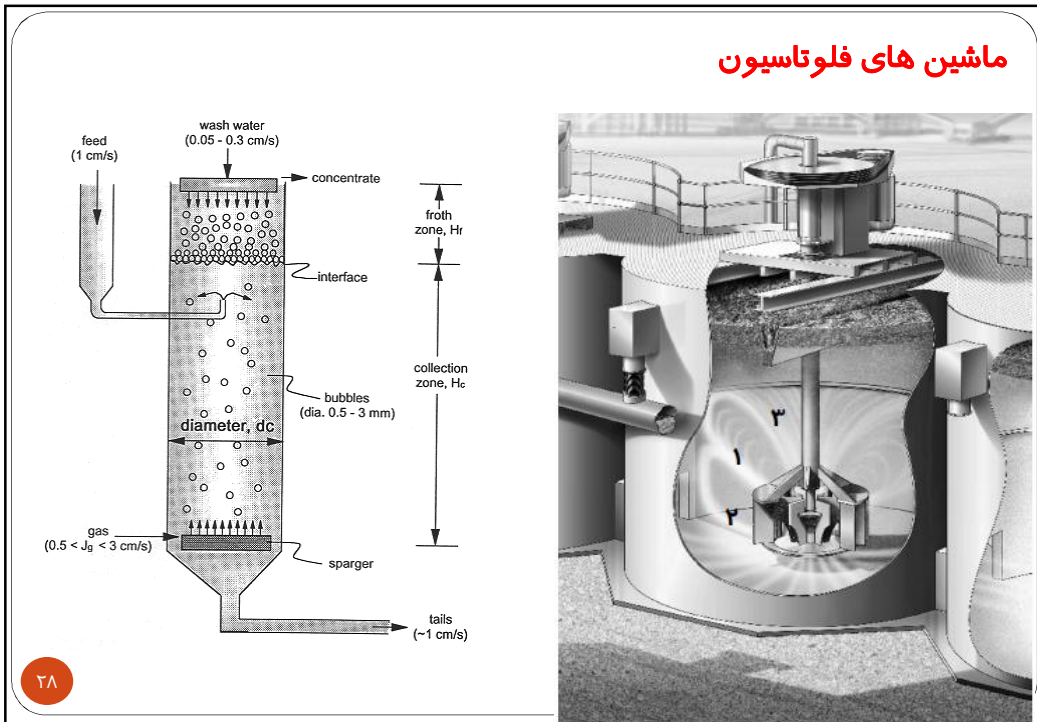 ماشین های فلوتاسیون
wash water
(0.05 - 0.3 cm/s)
feed
(1 cm/s)
concentrate
froth
zone, Hf
interface
collection
zone, Hc
bubbles
(dia. 0.5 - 3 mm)
diameter, dc
gas
(0.5 < Jg < 3 cm/s)
sparger
tails
(~1 cm/s)
۳
۱
۲
۲۸